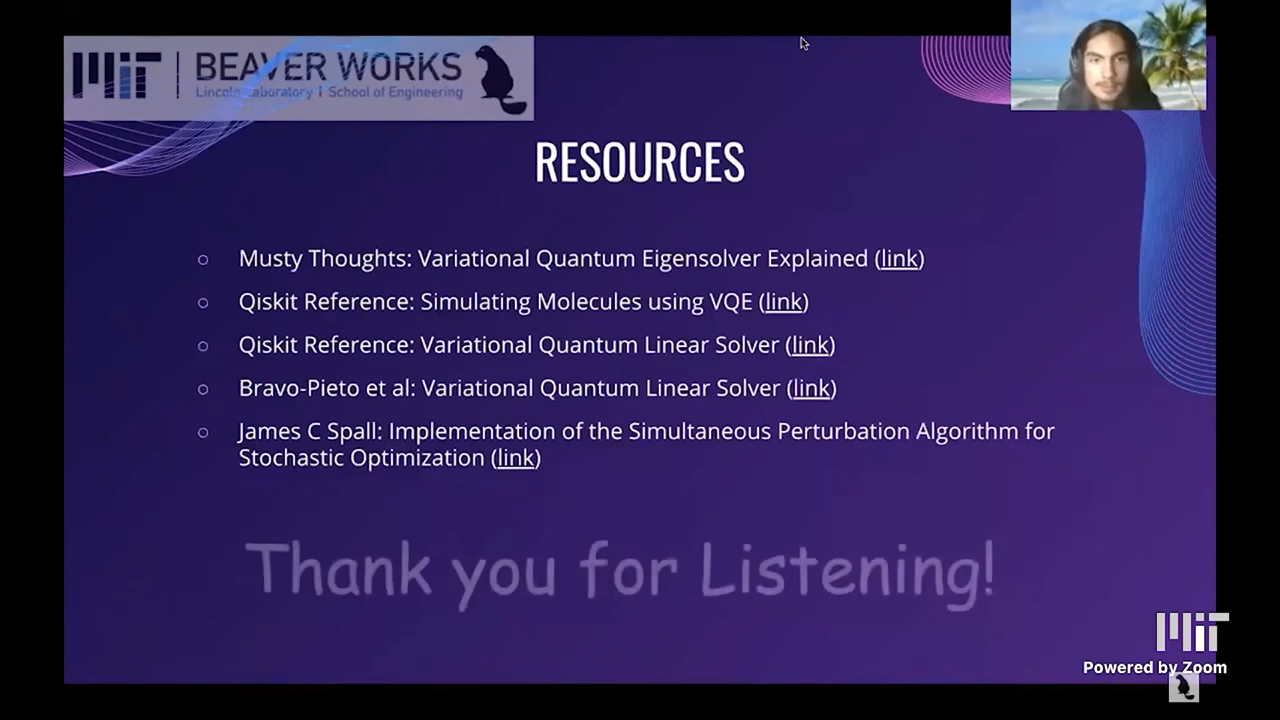 MIT BEAVER WORKS
Lincoln Laboratory | School of Engineering
RESOURCES
Musty Thoughts: Variational Quantum Eigensolver Explained (link)
Qiskit Reference: Simulating Molecules using VQE (link)
Qiskit Reference: Variational Quantum Linear Solver (link)
Bravo-Pieto et al: Variational Quantum Linear Solver (link)
James C Spall: Implementation of the Simultaneous Perturbation Algorithm for
Stochastic Optimization (link)
Thank you for Listening!
MIT
Powered by Zoom